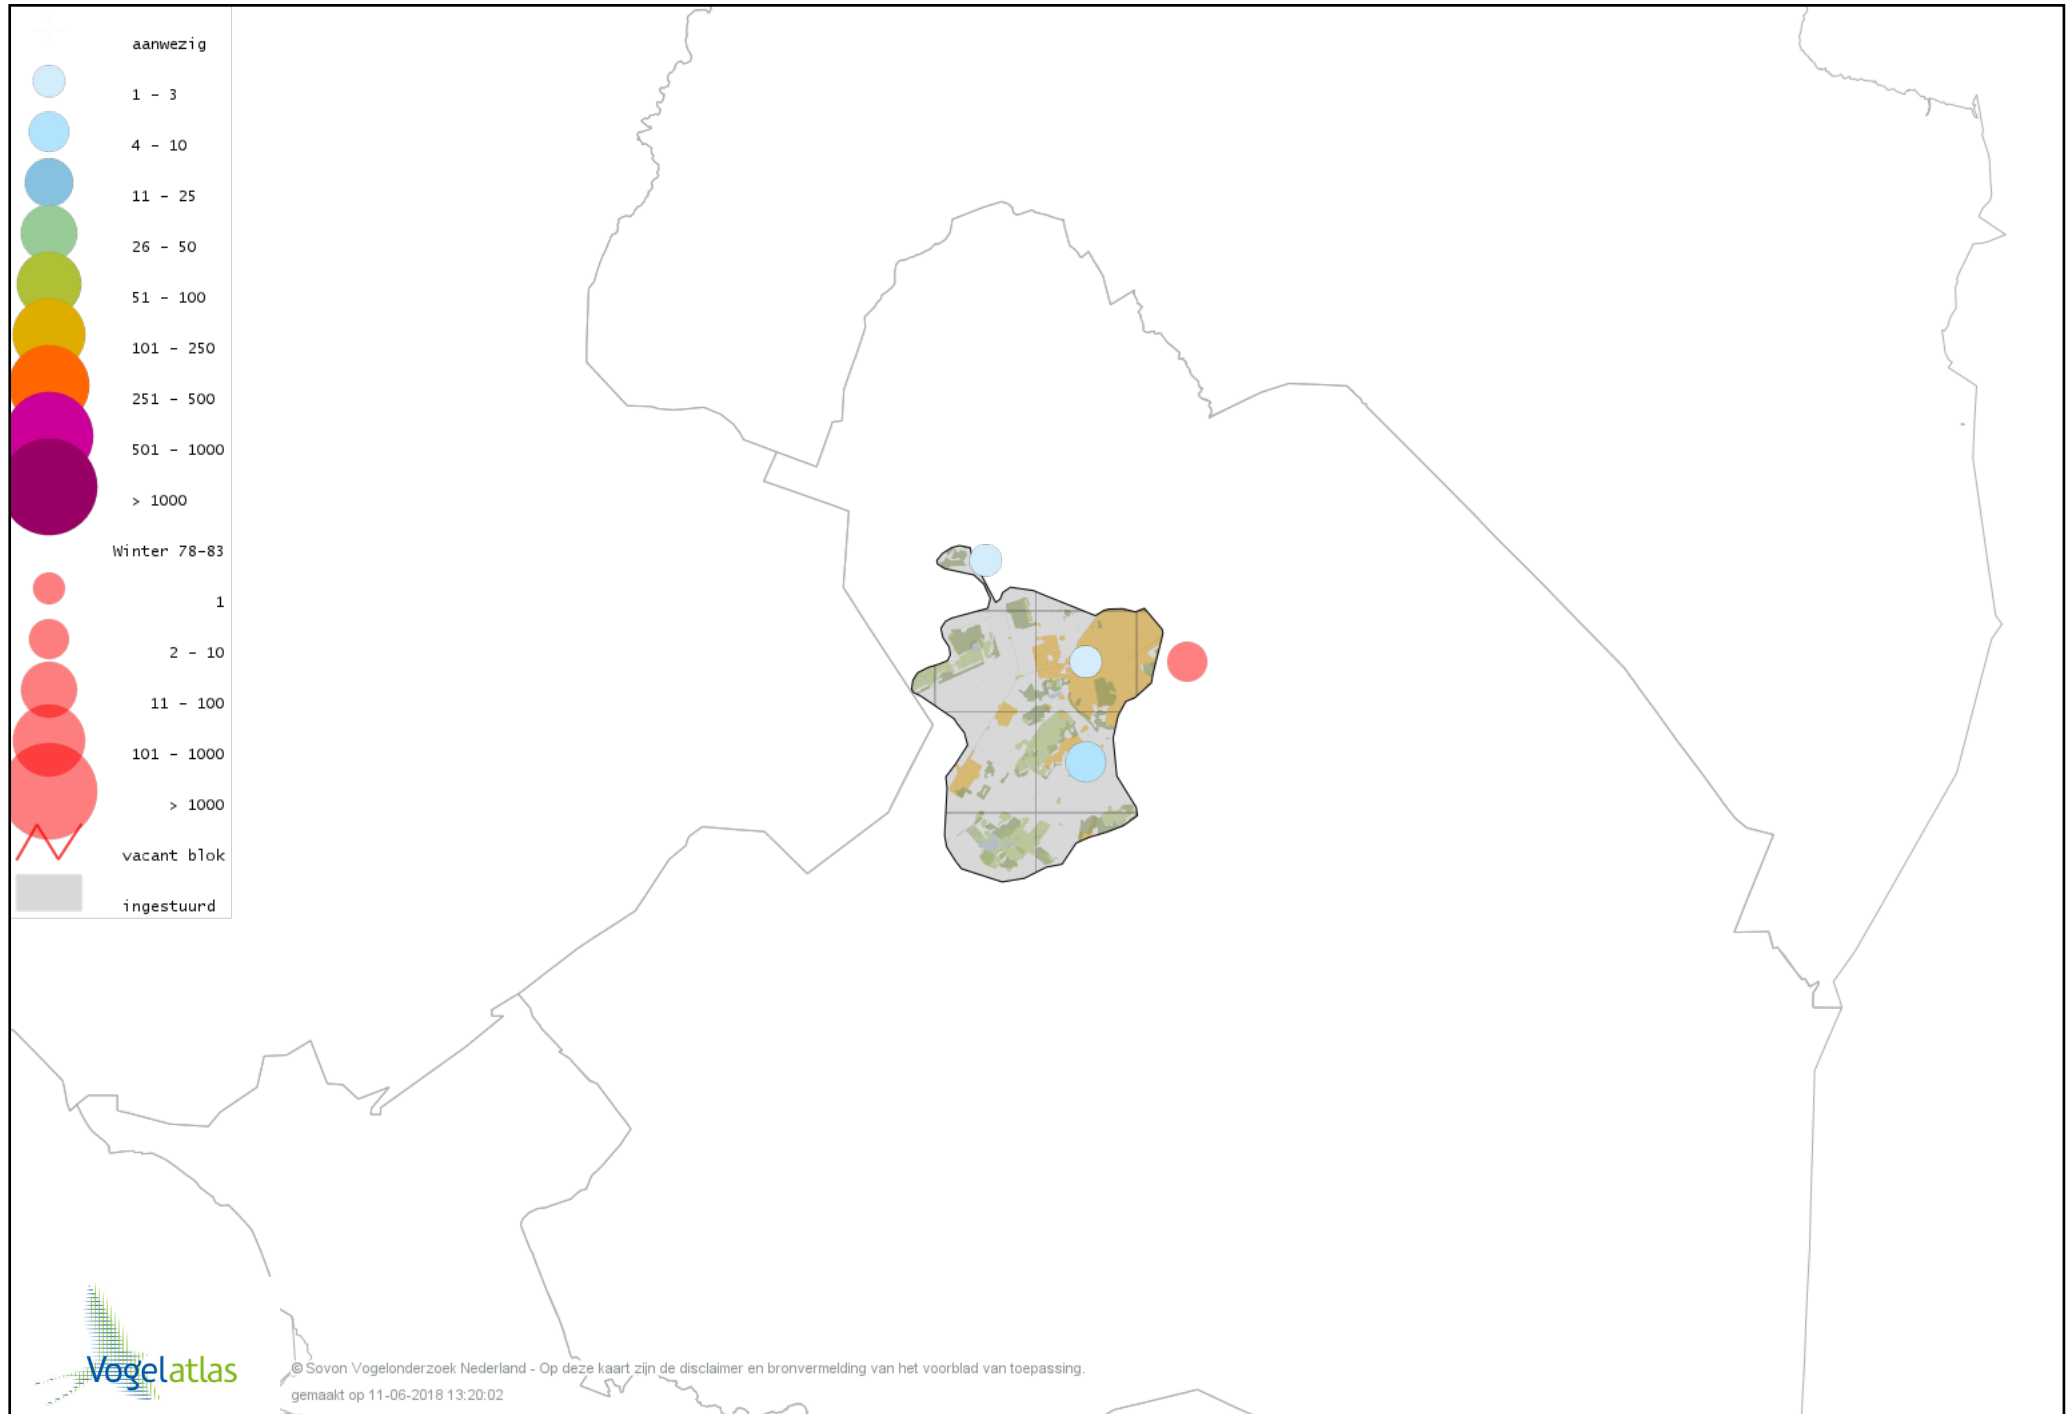 aanwezig
1 - 3
4 - 10
11 - 25
26 - 50
51 - 100
101 - 250
251 - 500
501 - 1000
> 1000
Winter 78-83
1
2 - 10
11 - 100
101 - 1000
> 1000
vacant blok
ingestuurd
Vogelatlas
© Sovon Vogelonderzoek Nederland - Op deze kaart zijn de disclaimer en bronvermelding van het voorblad van toepassing.
gemaakt op 11-06-2018 13:20:02